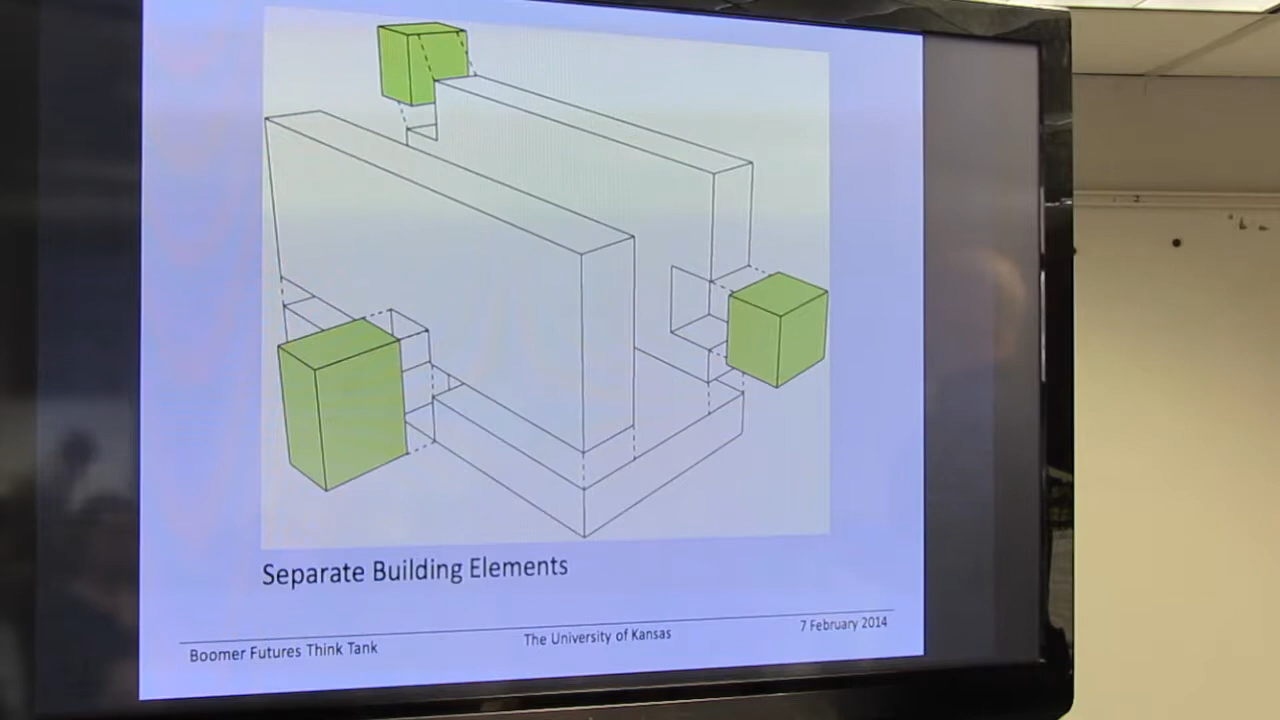 Separate Building Elements
Boomer Futures Think Tank
The University of Kansas
7 February 2014